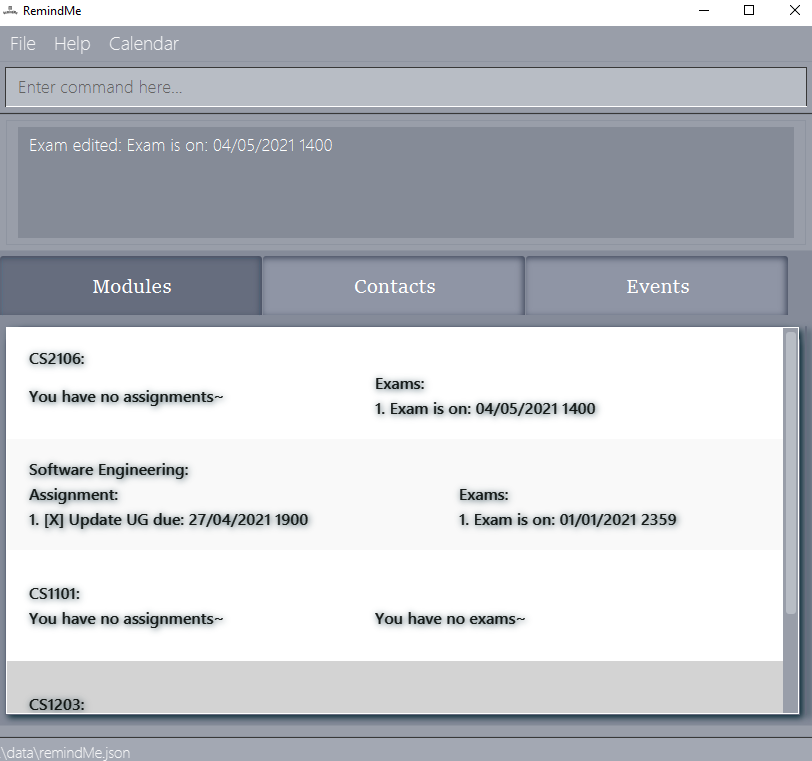 RemindMe
File Help Calendar
Enter command here...
Exam edited: Exam is on: 04/05/2021 1400
Modules Contacts Events
CS2106:
You have no assignments~
Exams:
1. Exam is on: 04/05/2021 1400
Software Engineering:
Assignment: Exams:
1. [X] Update UG due: 27/04/2021 1900 1. Exam is on: 01/01/2021 2359
CS1101:
You have no assignments~ You have no exams~
CS1203:
.\data\remindMe.json